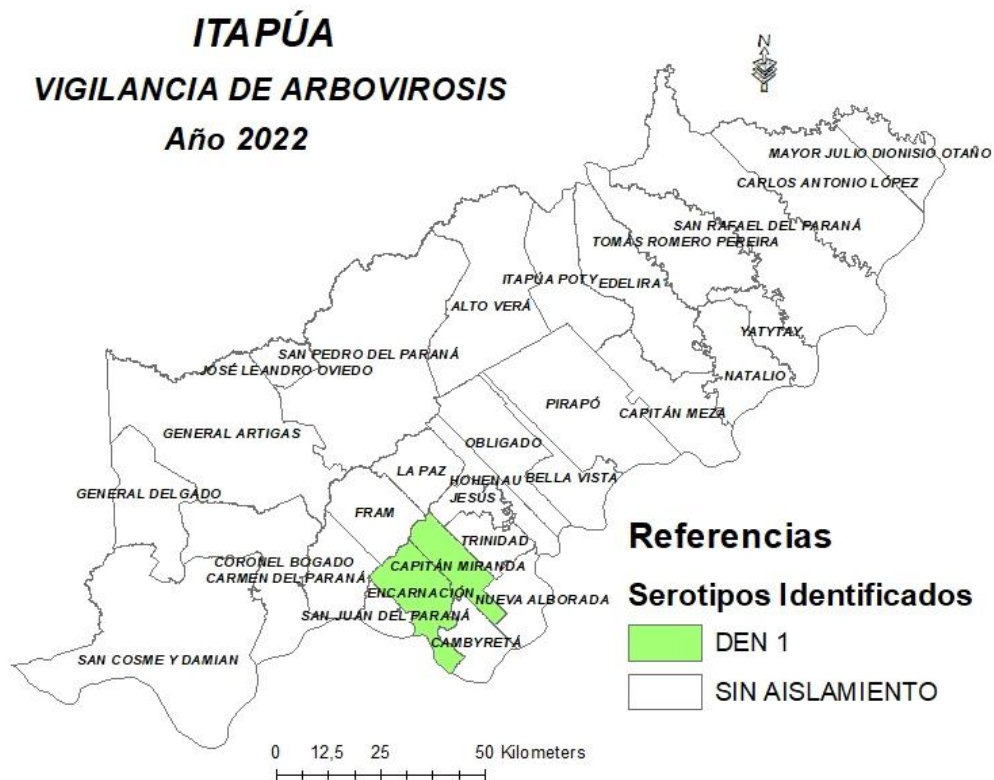 ITAPÚA
VIGILANCIA DE ARBOVIROSIS
Año 2022
N
MAYOR JULIO DIONISIO OTAÑO
CARLOS ANTONIO LÓPEZ
SAN RAFAEL DEL PARANÁ
TOMÁS ROMERO PEREIRA
ITAPÚA POTY
EDELIRA
ALTO VERÁ
YATYTAY
SAN PEDRO DEL PARANÁ
JOSÉ LEANDRO OVIEDO
NATALIO
PIRAPÓ
CAPITÁN MEZA
GENERAL ARTIGAS
OBLIGADO
LA PAZ
HOHENAU
BELLA VISTA
JESÚS
GENERAL DELGADO
FRAM
TRINIDAD
CORONEL BOGADO
CAPITÁN MIRANDA
CARMEN DEL PARANÁ
ENCARNACIÓN
NUEVA ALBORADA
SAN JUÁN DEL PARANÁ
CAMBYRETÁ
SAN COSME Y DAMIAN
Referencias
Serotipos Identificados
DEN 1
SIN AISLAMIENTO
0 12,5 25 50 Kilometers